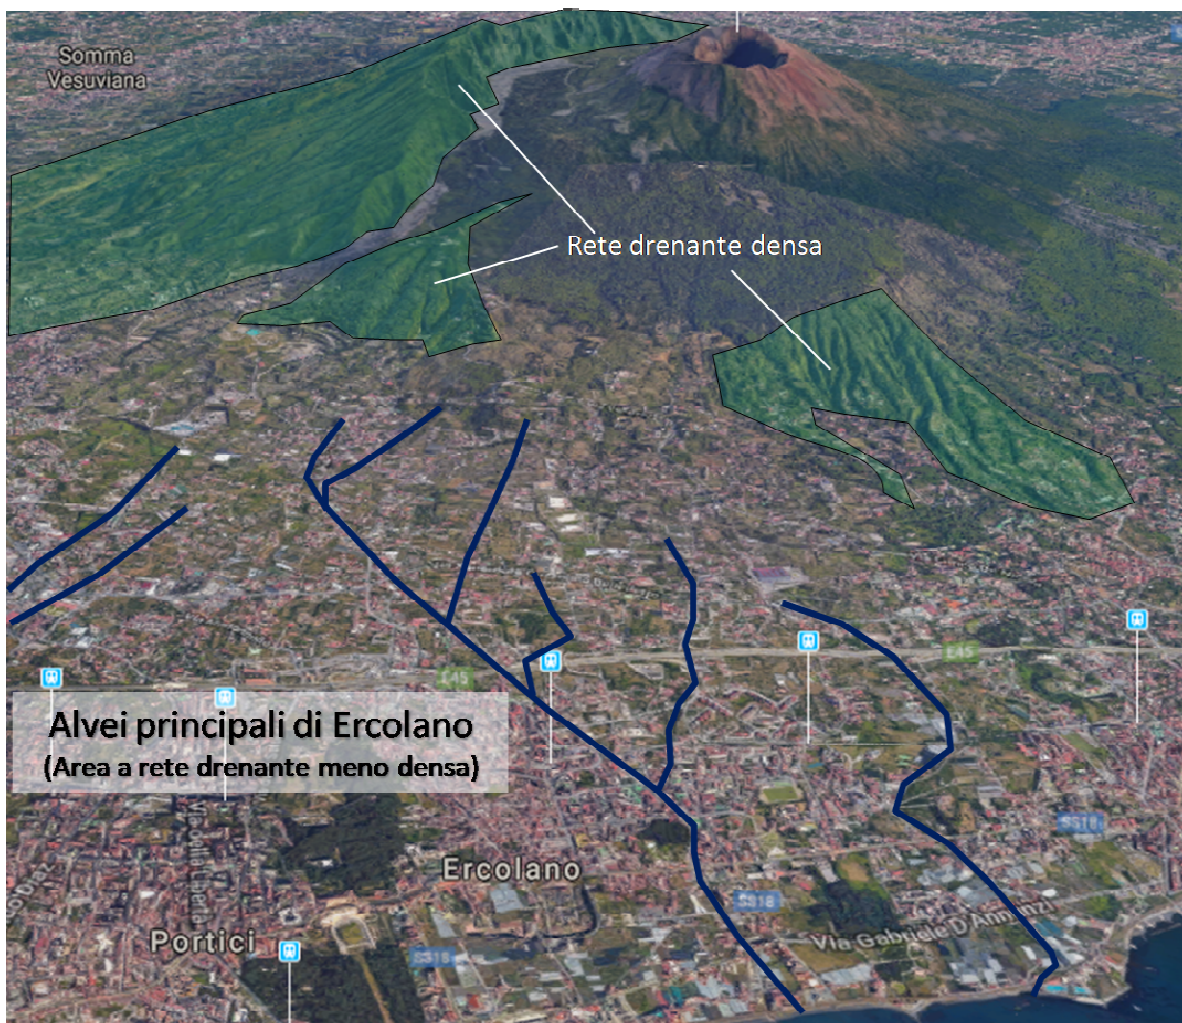 Somma
Vesuviana
Rete drenante densa
E45
E45
Alvei principali di Ercolano
(Area a rete drenante meno densa)
SS18
Ercolano
SS18
Portici
Via Gabriele D'Annunzi
SS18